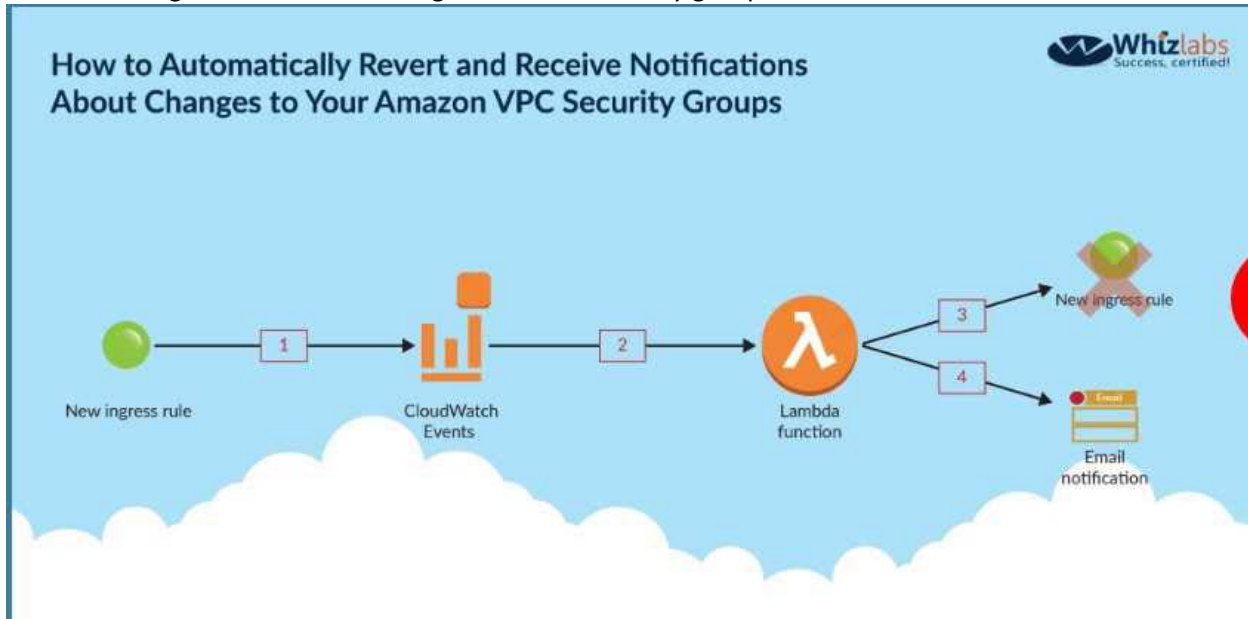 How to Automatically Revert and Receive Notifications
About Changes to Your Amazon VPC Security Groups
Whizlabs
Success, certified!
New ingress rule
1
CloudWatch
Events
2
Lambda
function
3
New ingress rule
4
Email
Email
notification